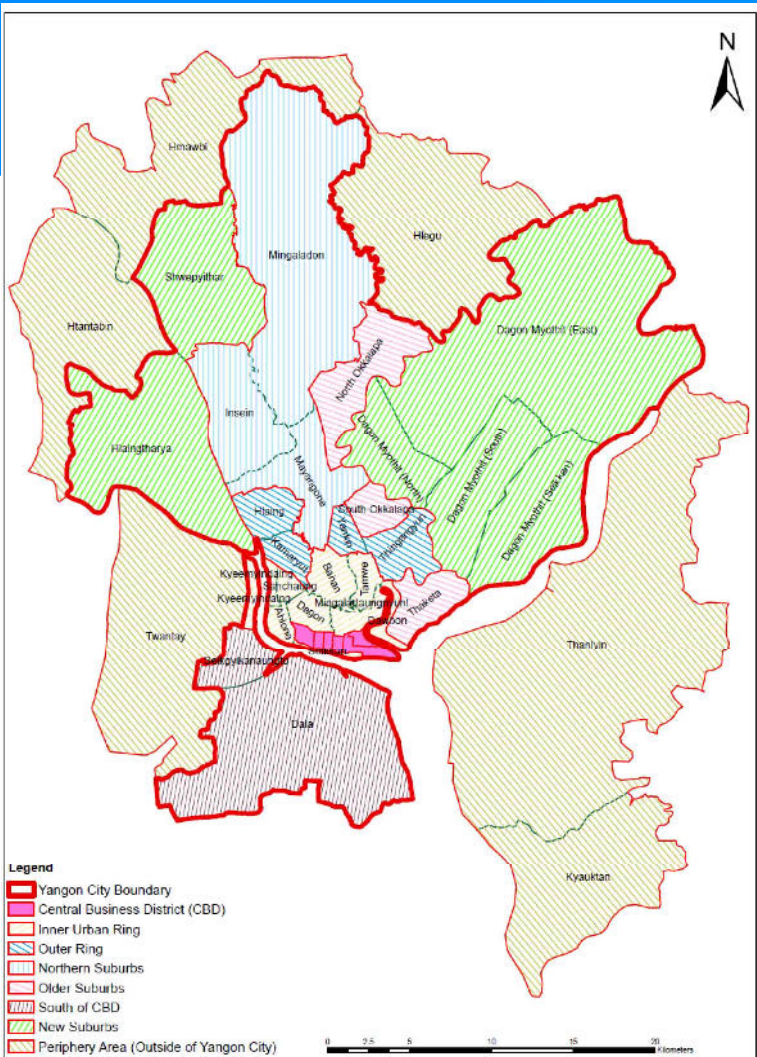 N
Hmawbi
Hlegu
Mingaladon
Shwepyithar
Htantabin
Dagon Myothit (East)
North Okkalapa
Insein
Hlaingtharya
Dagon Myothit (North)
Dagon Myothit (South)
Dagon Myothit (Seikkan)
Mayangone
Hlaing
South Okkalapa
Yankin
Thingangyun
Kamaryut
Kyeemyindaing
Sanchaung
Bahan
Tamwe
Kyeemyindaing
Ahlone
Dagon
Mingalataungnyunt
Dawbon
Thaketa
Twantay
Thanlyin
Dala
Kyauktan
Legend
Yangon City Boundary
Central Business District (CBD)
Inner Urban Ring
Outer Ring
Northern Suburbs
Older Suburbs
South of CBD
New Suburbs
Periphery Area (Outside of Yangon City)
0 2.5 5 10 15 20
Kilometers